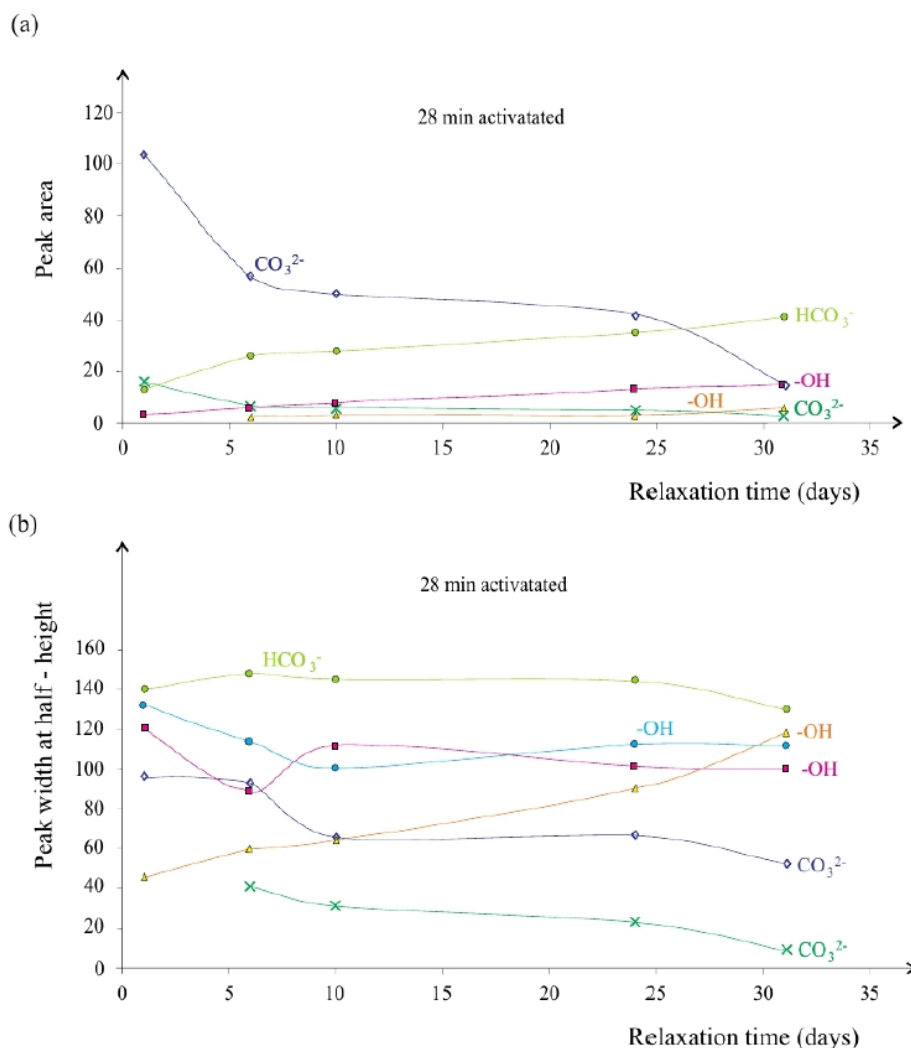 (a)
28 min activatated
Peak area
120
100
80
60
40
20
0
CO₃²⁻
HCO₃⁻
-OH
-OH
CO₃²⁻
0 5 10 15 20 25 30 35
Relaxation time (days)
(b)
28 min activatated
Peak width at half - height
160
140
120
100
80
60
40
20
0
HCO₃⁻
-OH
-OH
-OH
CO₃²⁻
CO₃²⁻
0 5 10 15 20 25 30 35
Relaxation time (days)